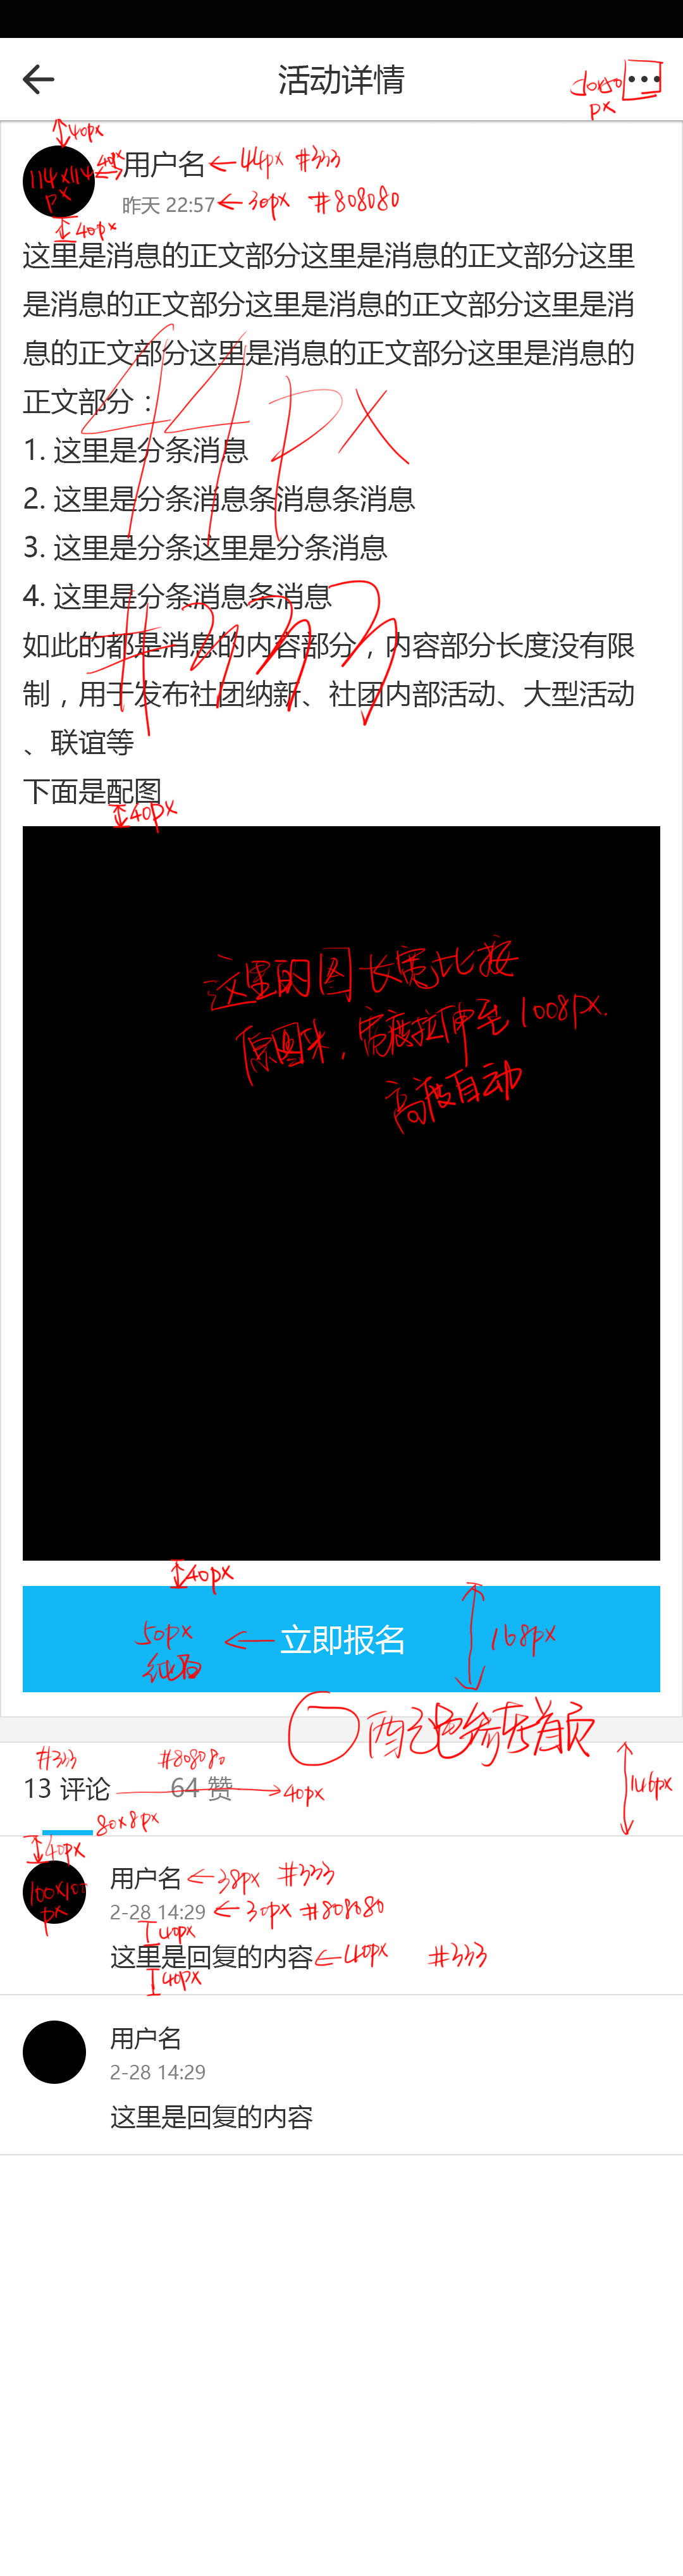 活动详情
50x50
px
40px
114x114
px
40px
用户名 ← 44px #333
昨天 22:57 ← 30px #808080
40px
这里是消息的正文部分这里是消息的正文部分这里
是消息的正文部分这里是消息的正文部分这里是消
息的正文部分这里是消息的正文部分这里是消息的
正文部分：
44px
1. 这里是分条消息
2. 这里是分条消息条消息条消息
3. 这里是分条这里是分条消息
4. 这里是分条消息条消息
#333
如此的都是消息的内容部分，内容部分长度没有限
制，用于发布社团纳新、社团内部活动、大型活动
、联谊等
下面是配图
40px
这里的图长宽比按
原图来，宽度拉伸至1008px.
高度自动
40px
50px ← 立即报名
纯白
168px
配色参考首页
#333 #808080
13 评论 64 赞 → 40px
146px
80x8px
40px
100x100
px
用户名 ← 38px #333
2-28 14:29 ← 30px #808080
40px
这里是回复的内容 ← 40px #333
40px
用户名
2-28 14:29
这里是回复的内容